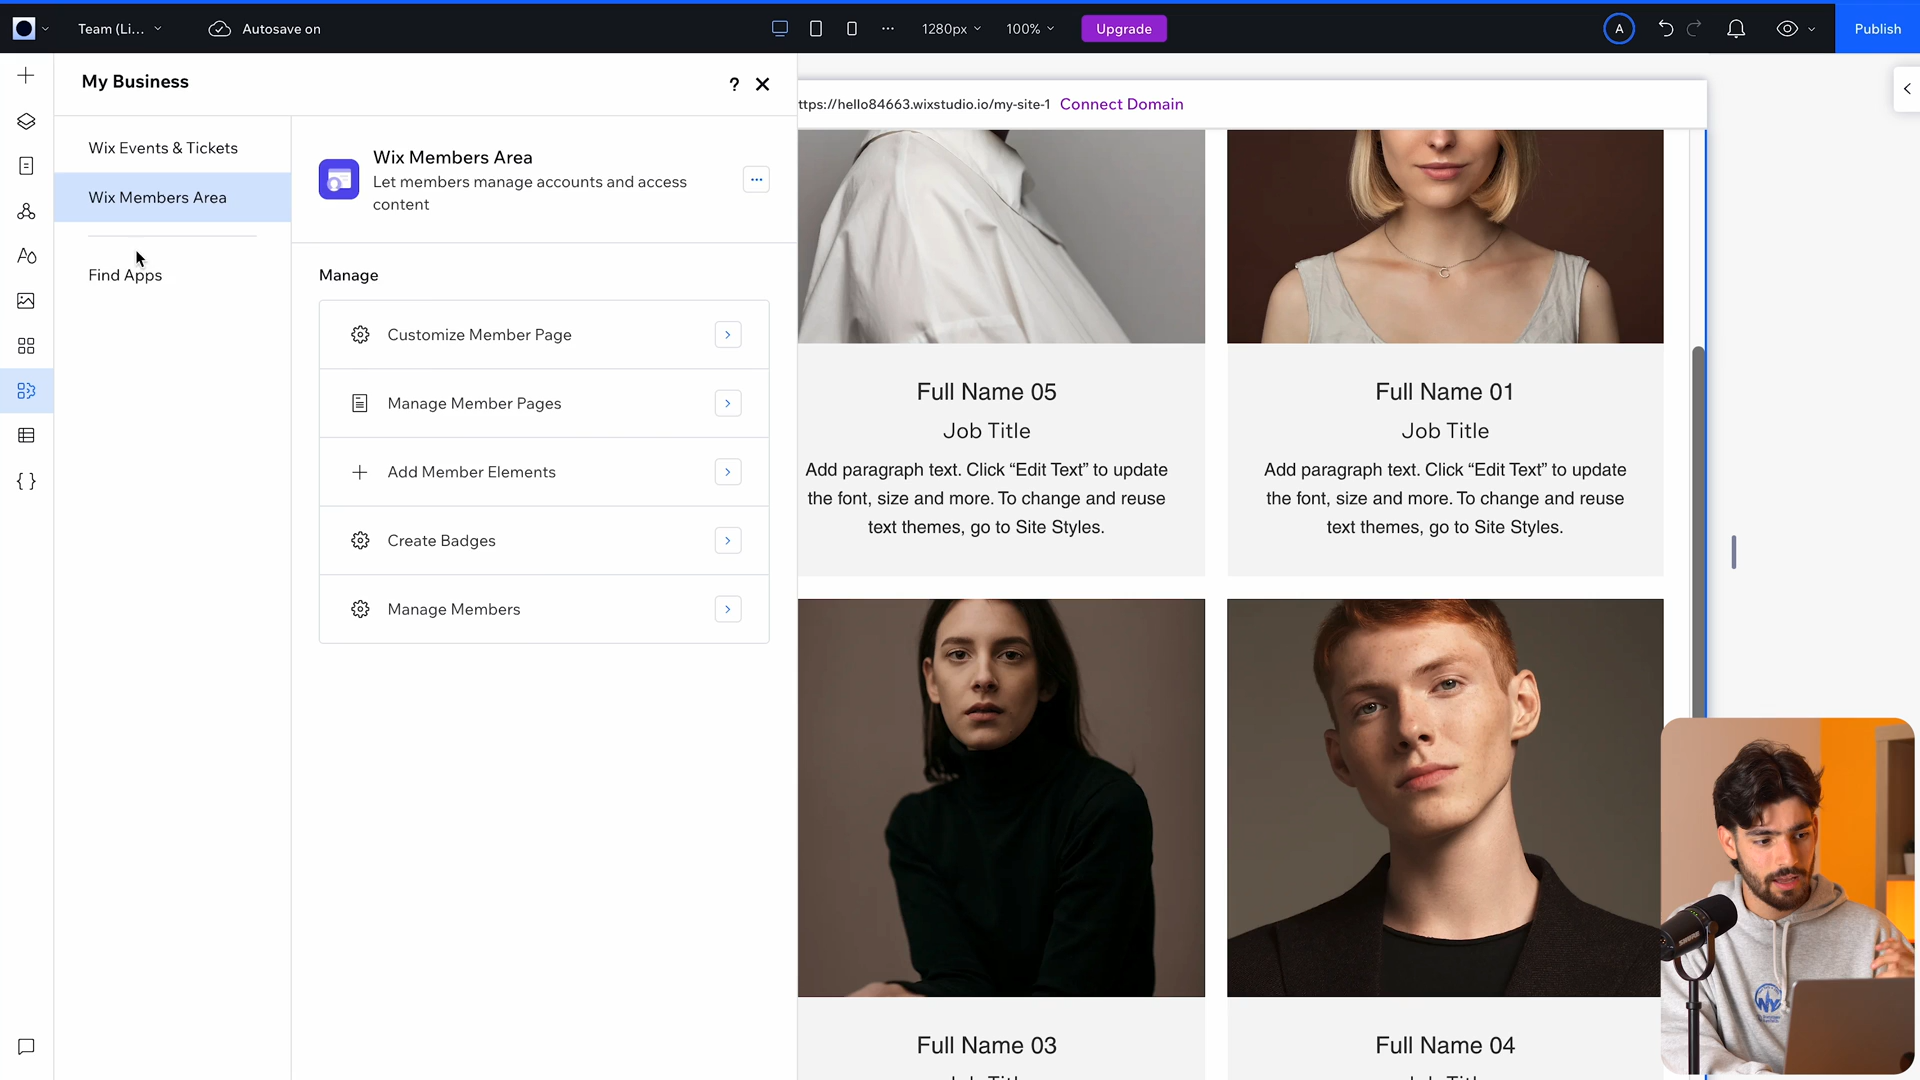 Team (Li...
Autosave on
1280px
100%
Upgrade
A
Publish
My Business
?
ttps://hello84663.wixstudio.io/my-site-1
Connect Domain
Wix Events & Tickets
Wix Members Area
Find Apps
Wix Members Area
Let members manage accounts and access
content
Manage
Customize Member Page
Manage Member Pages
Add Member Elements
Create Badges
Manage Members
Full Name 05
Job Title
Add paragraph text. Click “Edit Text” to update
the font, size and more. To change and reuse
text themes, go to Site Styles.
Full Name 01
Job Title
Add paragraph text. Click “Edit Text” to update
the font, size and more. To change and reuse
text themes, go to Site Styles.
Full Name 03
Full Name 04
SHURE
NY